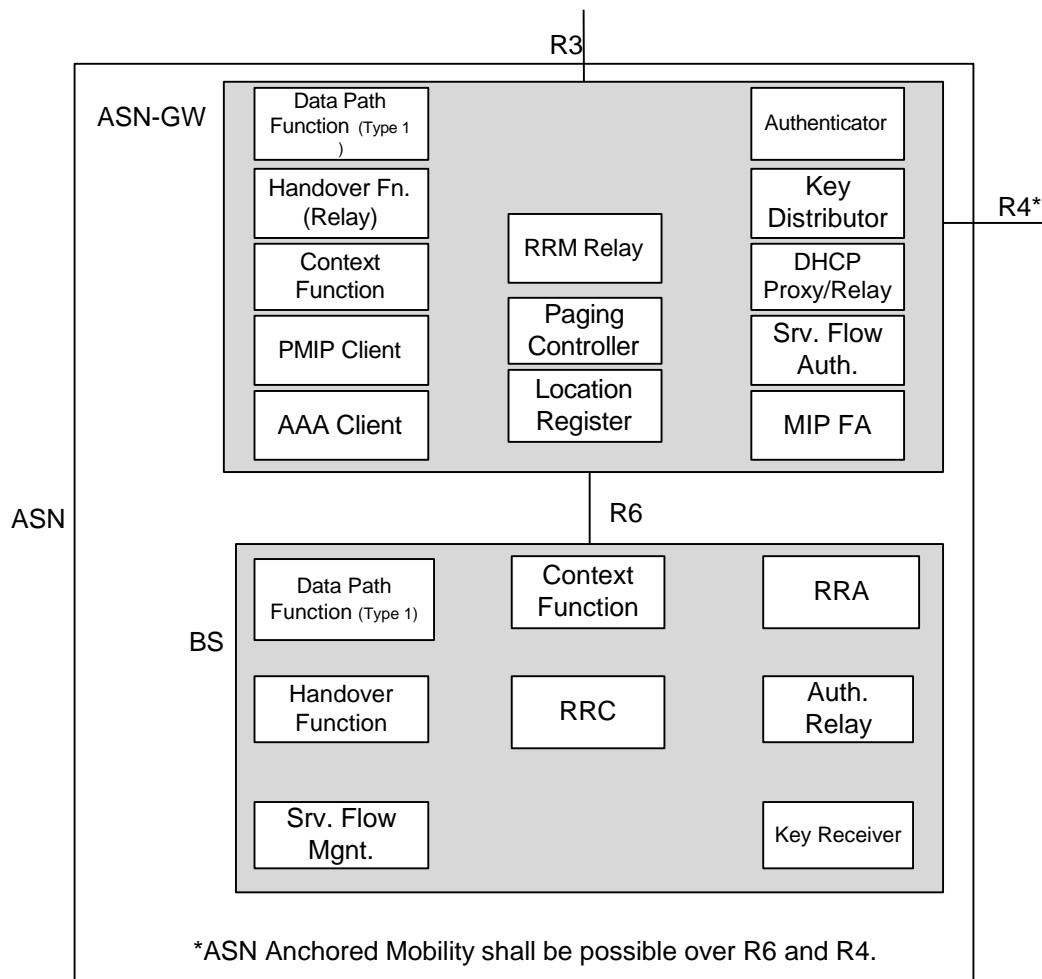 R3
ASN-GW
Data Path
Function (Type 1
)
Authenticator
Handover Fn.
(Relay)
Key
Distributor
R4*
RRM Relay
Context
Function
DHCP
Proxy/Relay
Paging
Controller
PMIP Client
Srv. Flow
Auth.
Location
Register
AAA Client
MIP FA
ASN
R6
Data Path
Function (Type 1)
Context
Function
RRA
BS
Handover
Function
RRC
Auth.
Relay
Srv. Flow
Mgnt.
Key Receiver
*ASN Anchored Mobility shall be possible over R6 and R4.